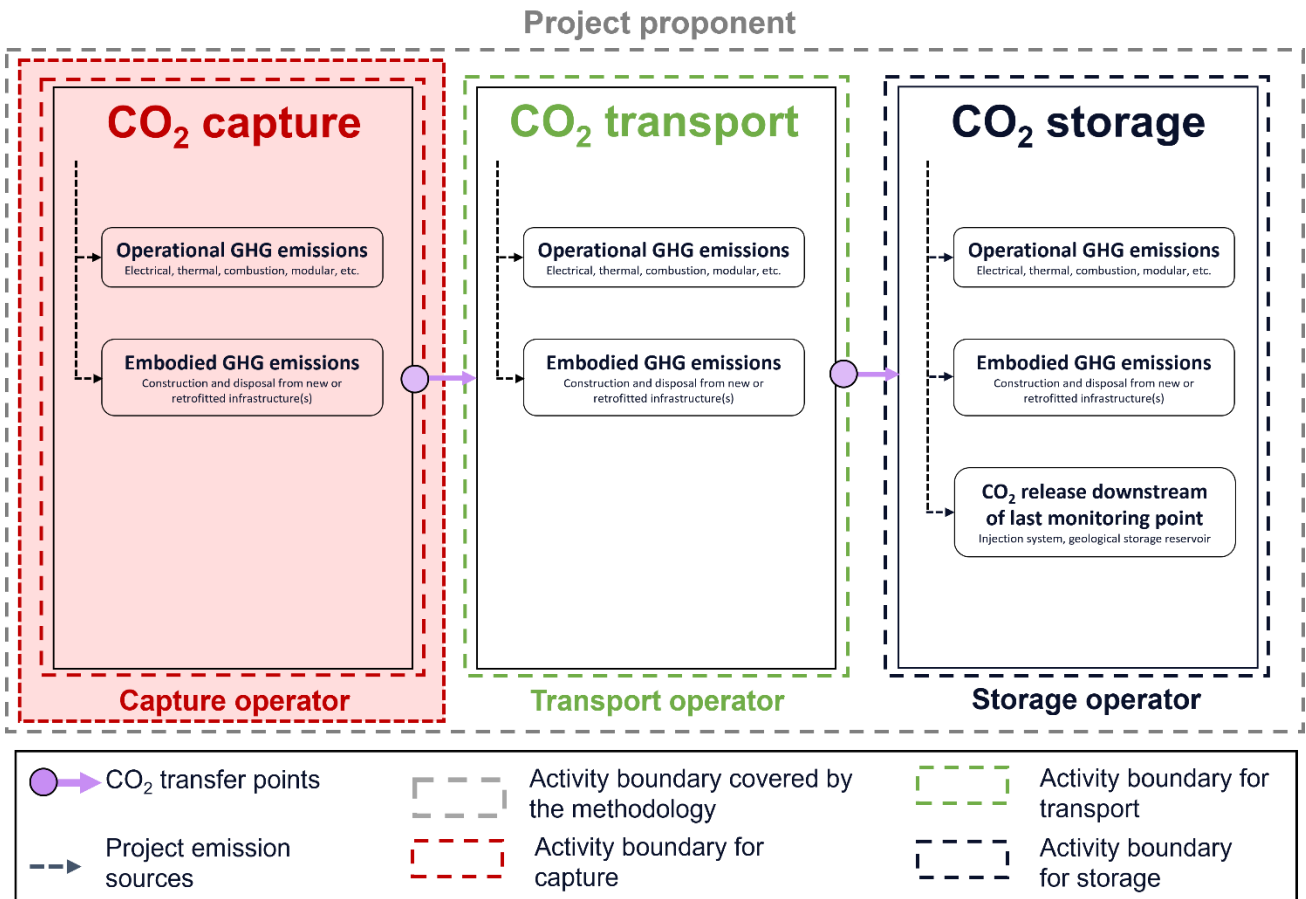 Project proponent
CO2 capture
Operational GHG emissions
Electrical, thermal, combustion, modular, etc.
Embodied GHG emissions
Construction and disposal from new or
retrofitted infrastructure(s)
Capture operator
CO2 transport
Operational GHG emissions
Electrical, thermal, combustion, modular, etc.
Embodied GHG emissions
Construction and disposal from new or
retrofitted infrastructure(s)
Transport operator
CO2 storage
Operational GHG emissions
Electrical, thermal, combustion, modular, etc.
Embodied GHG emissions
Construction and disposal from new or
retrofitted infrastructure(s)
CO2 release downstream
of last monitoring point
Injection system, geological storage reservoir
Storage operator
CO2 transfer points
Project emission
sources
Activity boundary covered by
the methodology
Activity boundary for
capture
Activity boundary for
transport
Activity boundary
for storage